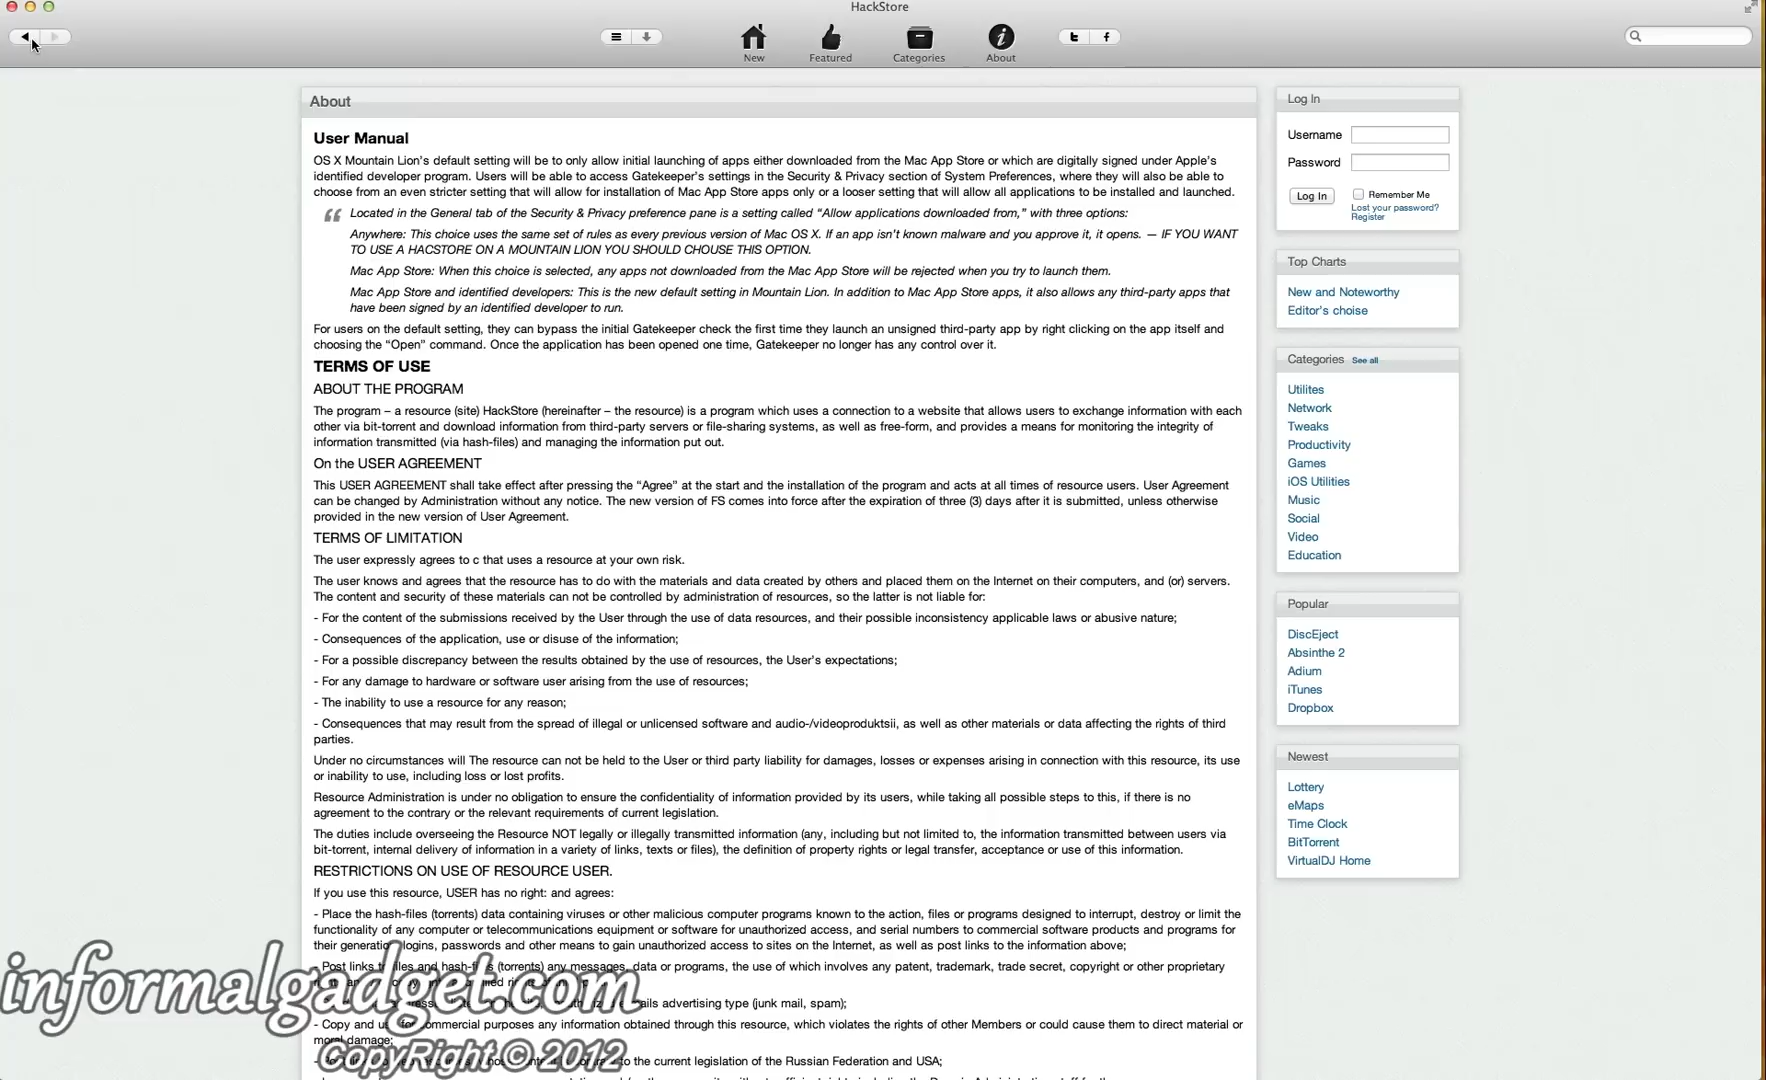 HackStore
New
Featured
Categories
About
About
User Manual
OS X Mountain Lion's default setting will be to only allow initial launching of apps either downloaded from the Mac App Store or which are digitally signed under Apple's
identified developer program. Users will be able to access Gatekeeper's settings in the Security & Privacy section of System Preferences, where they will also be able to
choose from an even stricter setting that will allow for installation of Mac App Store apps only or a looser setting that will allow all applications to be installed and launched.
Located in the General tab of the Security & Privacy preference pane is a setting called “Allow applications downloaded from,” with three options:
Anywhere: This choice uses the same set of rules as every previous version of Mac OS X. If an app isn't known malware and you approve it, it opens. — IF YOU WANT
TO USE A HACSTORE ON A MOUNTAIN LION YOU SHOULD CHOUSE THIS OPTION.
Mac App Store: When this choice is selected, any apps not downloaded from the Mac App Store will be rejected when you try to launch them.
Mac App Store and identified developers: This is the new default setting in Mountain Lion. In addition to Mac App Store apps, it also allows any third-party apps that
have been signed by an identified developer to run.
For users on the default setting, they can bypass the initial Gatekeeper check the first time they launch an unsigned third-party app by right clicking on the app itself and
choosing the “Open” command. Once the application has been opened one time, Gatekeeper no longer has any control over it.
TERMS OF USE
ABOUT THE PROGRAM
The program – a resource (site) HackStore (hereinafter – the resource) is a program which uses a connection to a website that allows users to exchange information with each
other via bit-torrent and download information from third-party servers or file-sharing systems, as well as free-form, and provides a means for monitoring the integrity of
information transmitted (via hash-files) and managing the information put out.
On the USER AGREEMENT
This USER AGREEMENT shall take effect after pressing the “Agree” at the start and the installation of the program and acts at all times of resource users. User Agreement
can be changed by Administration without any notice. The new version of FS comes into force after the expiration of three (3) days after it is submitted, unless otherwise
provided in the new version of User Agreement.
TERMS OF LIMITATION
The user expressly agrees to c that uses a resource at your own risk.
The user knows and agrees that the resource has to do with the materials and data created by others and placed them on the Internet on their computers, and (or) servers.
The content and security of these materials can not be controlled by administration of resources, so the latter is not liable for:
- For the content of the submissions received by the User through the use of data resources, and their possible inconsistency applicable laws or abusive nature;
- Consequences of the application, use or disuse of the information;
- For a possible discrepancy between the results obtained by the use of resources, the User's expectations;
- For any damage to hardware or software user arising from the use of resources;
- The inability to use a resource for any reason;
- Consequences that may result from the spread of illegal or unlicensed software and audio-/videoproduktsii, as well as other materials or data affecting the rights of third
parties.
Under no circumstances will The resource can not be held to the User or third party liability for damages, losses or expenses arising in connection with this resource, its use
or inability to use, including loss or lost profits.
Resource Administration is under no obligation to ensure the confidentiality of information provided by its users, while taking all possible steps to this, if there is no
agreement to the contrary or the relevant requirements of current legislation.
The duties include overseeing the Resource NOT legally or illegally transmitted information (any, including but not limited to, the information transmitted between users via
bit-torrent, internal delivery of information in a variety of links, texts or files), the definition of property rights or legal transfer, acceptance or use of this information.
RESTRICTIONS ON USE OF RESOURCE USER.
If you use this resource, USER has no right: and agrees:
- Place the hash-files (torrents) data containing viruses or other malicious computer programs known to the action, files or programs designed to interrupt, destroy or limit the
functionality of any computer or telecommunications equipment or software for unauthorized access, and serial numbers to commercial software products and programs for
their generation, logins, passwords and other means to gain unauthorized access to sites on the Internet, as well as post links to the information above;
- Post links to files and hash-files (torrents) any messages, data or programs, the use of which involves any patent, trademark, trade secret, copyright or other proprietary
advertising type (junk mail, spam);
- Copy and use for commercial purposes any information obtained through this resource, which violates the rights of other Members or could cause them to direct material or
moral damage;
to the current legislation of the Russian Federation and USA;
informalgadget.com
CopyRight © 2012
Log In
Username
Password
Log In
Remember Me
Lost your password?
Register
Top Charts
New and Noteworthy
Editor's choise
Categories See all
Utilites
Network
Tweaks
Productivity
Games
iOS Utilities
Music
Social
Video
Education
Popular
DiscEject
Absinthe 2
Adium
iTunes
Dropbox
Newest
Lottery
eMaps
Time Clock
BitTorrent
VirtualDJ Home